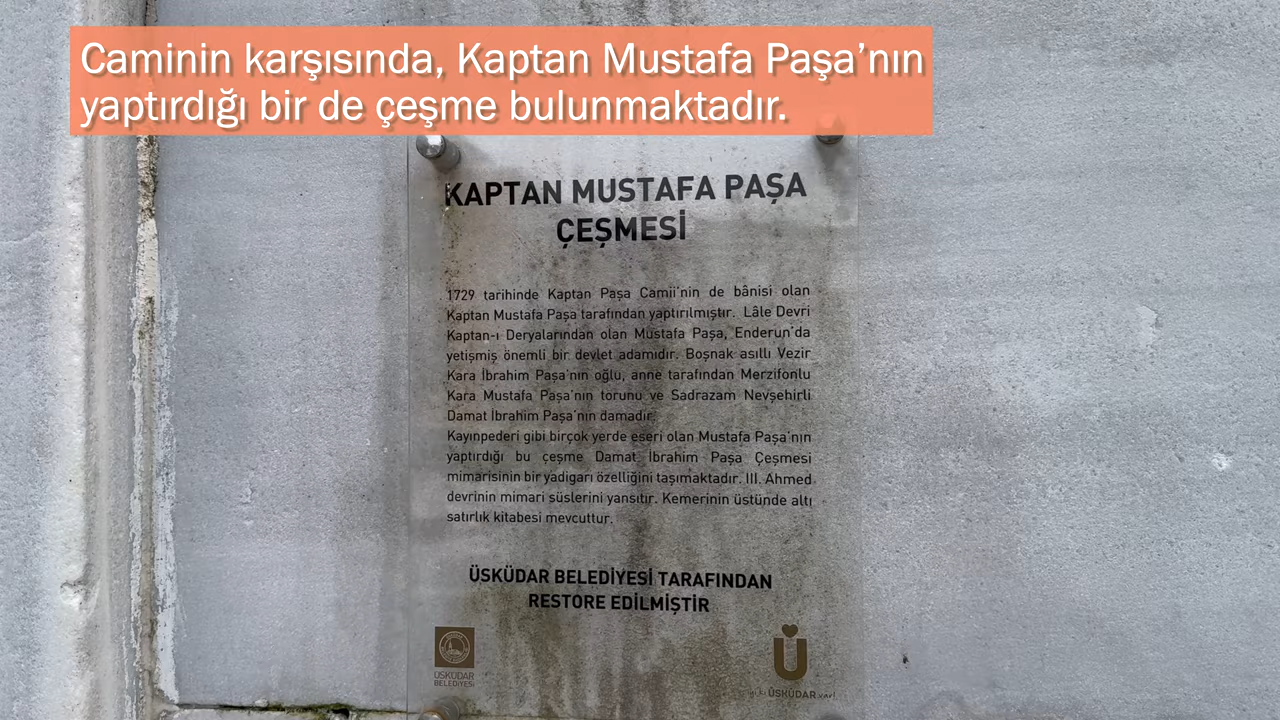 Caminin karşısında, Kaptan Mustafa Paşa’nın
yaptırdığı bir de çeşme bulunmaktadır.
KAPTAN MUSTAFA PAŞA
ÇEŞMESİ
1729 tarihinde Kaptan Paşa Camii’nin de bânisi olan
Kaptan Mustafa Paşa tarafından yaptırılmıştır. Lâle Devri
Kaptan-ı Deryalarından olan Mustafa Paşa, Enderun’da
yetişmiş önemli bir devlet adamıdır. Boşnak asıllı Vezir
Kara İbrahim Paşa’nın oğlu, anne tarafından Merzifonlu
Kara Mustafa Paşa’nın torunu ve Sadrazam Nevşehirli
Damat İbrahim Paşa’nın damadır.
Kayınpederi gibi birçok yerde eseri olan Mustafa Paşa’nın
yaptırdığı bu çeşme Damat İbrahim Paşa Çeşmesi
mimarisinin bir yadigarı özelliğini taşımaktadır. III. Ahmed
devrinin mimari süslerini yansıtır. Kemerinin üstünde altı
satırlık kitabesi mevcuttur.
ÜSKÜDAR BELEDİYESİ TARAFINDAN
RESTORE EDİLMİŞTİR
ÜSKÜDAR
BELEDİYESİ
Ü
ÜSKÜDAR